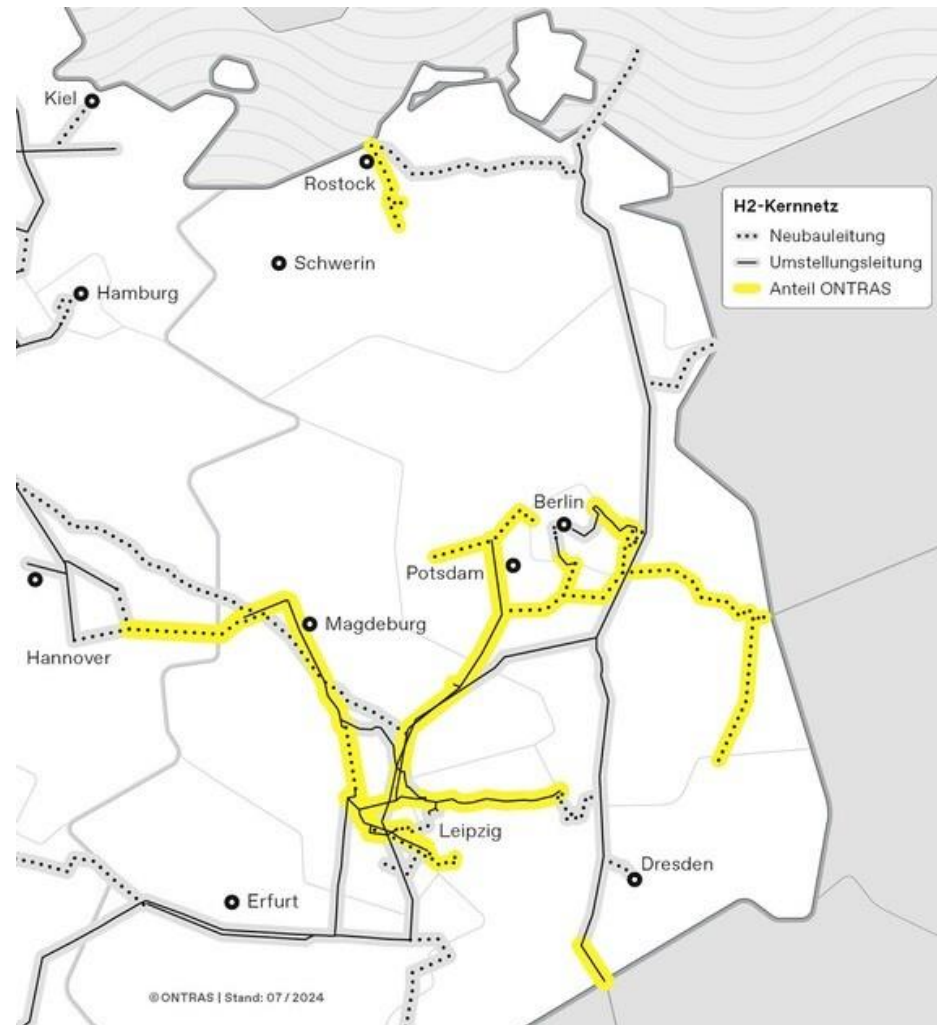 Kiel
Rostock
H2-Kernnetz
Neubauleitung
Umstellungsleitung
Anteil ONTRAS
Schwerin
Hamburg
Berlin
Potsdam
Magdeburg
Hannover
Leipzig
Dresden
Erfurt
©ONTRAS | Stand: 07 / 2024